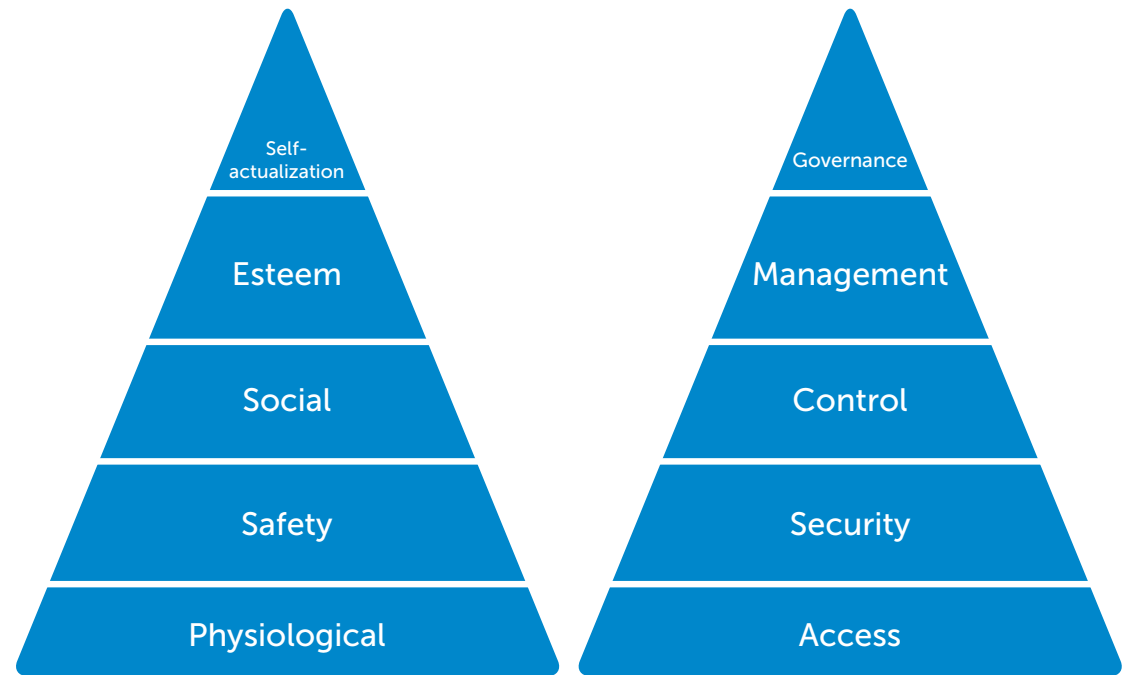 Self-
actualization
Esteem
Social
Safety
Physiological
Governance
Management
Control
Security
Access